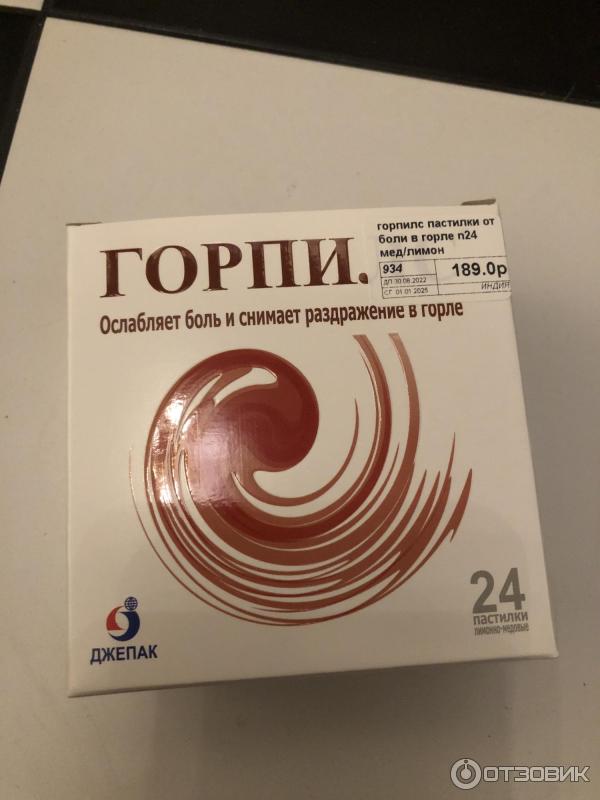 горпилс пастилки от
боли в горле n24
мед/лимон
934
189.0р
ДП 30.08.2022
СГ 01.01.2025
ИНДИЯ
ГОРПИ
Ослабляет боль и снимает раздражение в горле
24
пастилки
лимонно-медовые
ДЖЕПАК
ОТЗОВИК